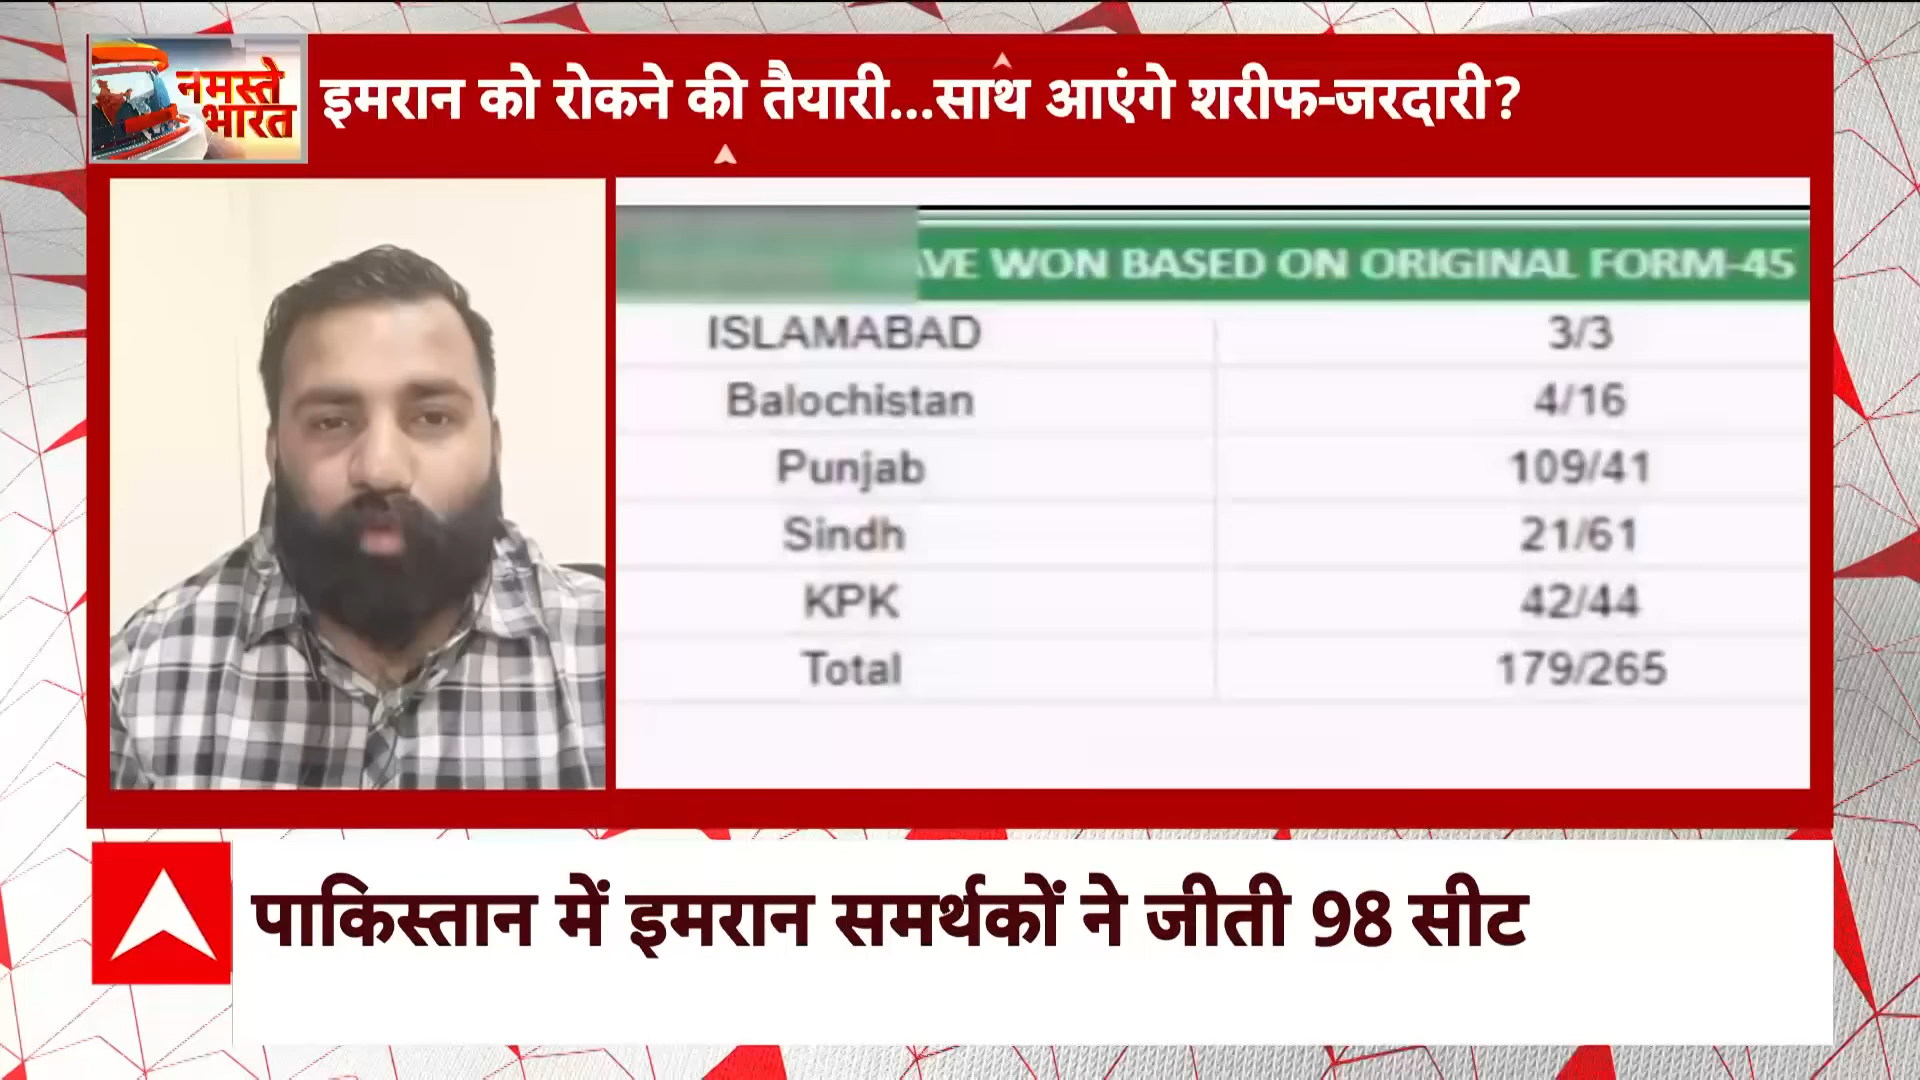 नमस्ते
भारत
इमरान को रोकने की तैयारी...साथ आएंगे शरीफ-जरदारी?
WON BASED ON ORIGINAL FORM-45
ISLAMABAD 3/3
Balochistan 4/16
Punjab 109/41
Sindh 21/61
KPK 42/44
Total 179/265
पाकिस्तान में इमरान समर्थकों ने जीती 98 सीट